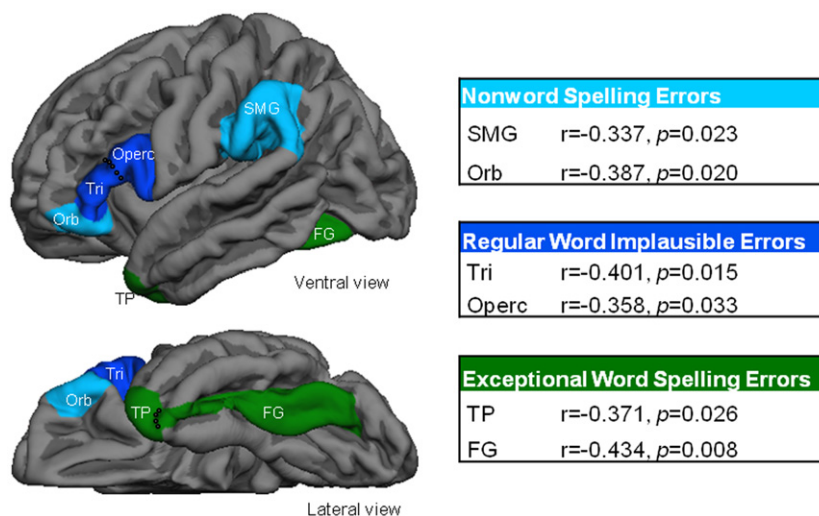 SMG
Operc
Tri
Orb
FG
TP
Ventral view
Tri
Orb
TP
FG
Lateral view
Nonword Spelling Errors
SMG r=-0.337, p=0.023
Orb r=-0.387, p=0.020
Regular Word Implausible Errors
Tri r=-0.401, p=0.015
Operc r=-0.358, p=0.033
Exceptional Word Spelling Errors
TP r=-0.371, p=0.026
FG r=-0.434, p=0.008